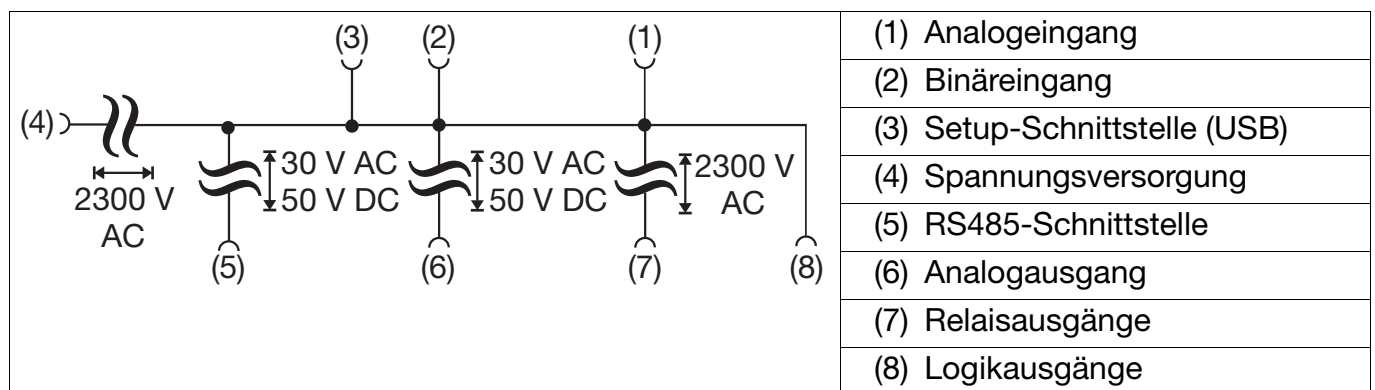 (3) (2) (1)
(4)
30 V AC 30 V AC 2300 V
50 V DC 50 V DC AC
2300 V
AC
(5) (6) (7) (8)
(1) Analogeingang
(2) Binäreingang
(3) Setup-Schnittstelle (USB)
(4) Spannungsversorgung
(5) RS485-Schnittstelle
(6) Analogausgang
(7) Relaisausgänge
(8) Logikausgänge